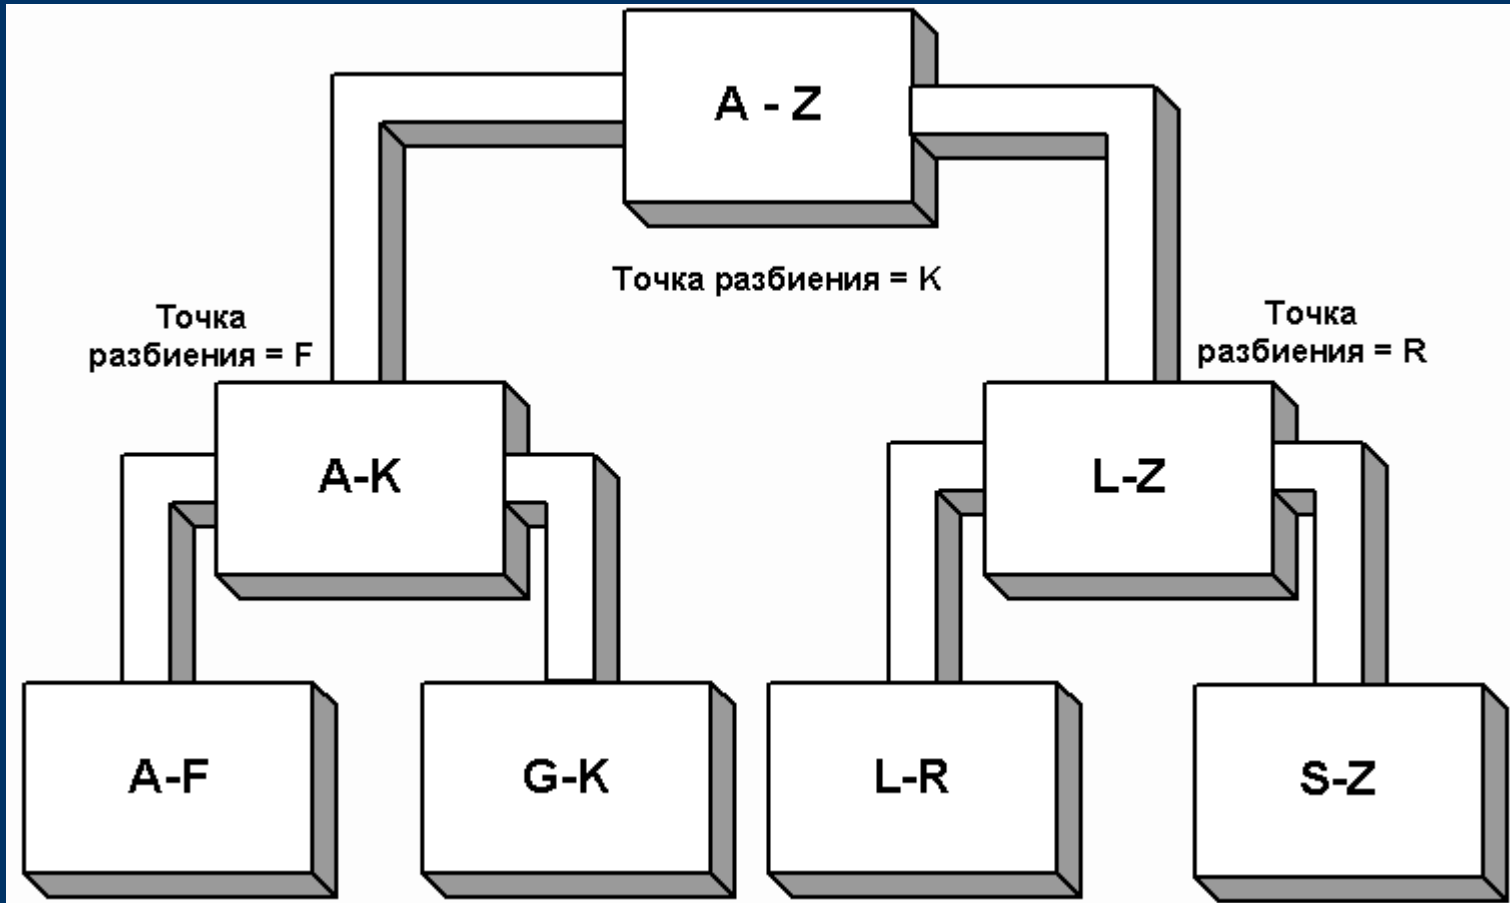 A - Z
Точка разбиения = K
Точка
разбиения = F
Точка
разбиения = R
A-K
L-Z
A-F
G-K
L-R
S-Z